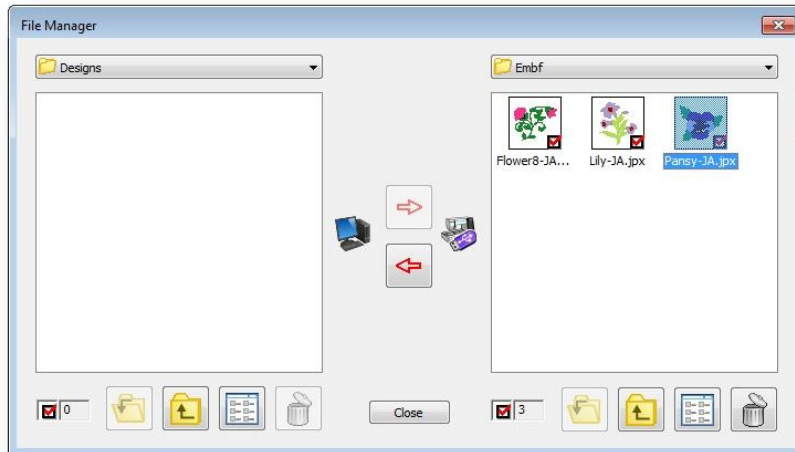 File Manager
Designs
Embf
Flower8-JA... Lily-JA.jpx Pansy-JA.jpx
0 Close 3